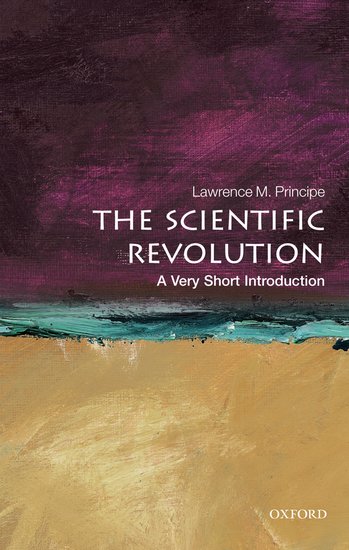 Lawrence M. Principe
THE SCIENTIFIC
REVOLUTION
A Very Short Introduction
OXFORD